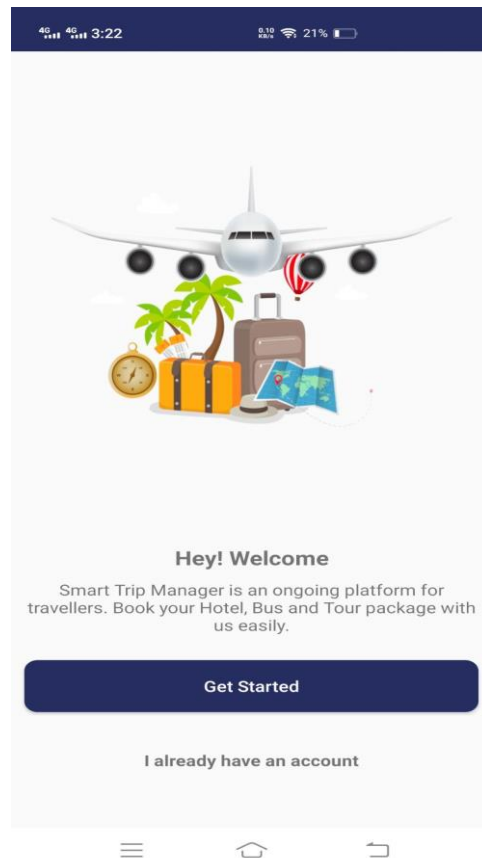 4G 4G 3:22 0.10 KB/s 21%
Hey! Welcome
Smart Trip Manager is an ongoing platform for
travellers. Book your Hotel, Bus and Tour package with
us easily.
Get Started
I already have an account